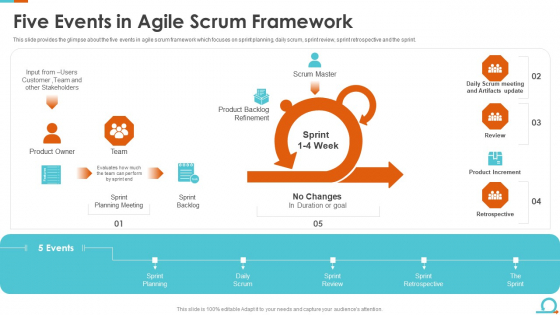 Five Events in Agile Scrum Framework
This slide provides the glimpse about the five events in agile scrum framework which focuses on sprint planning, daily scrum, sprint review, sprint retrospective and the sprint.
Input from –Users
Customer ,Team and
other Stakeholders
Product Owner
Team
Evaluates how much
the team can perform
by sprint end
Sprint
Planning Meeting
Sprint
Backlog
01
Scrum Master
Product Backlog
Refinement
Sprint
1-4 Week
No Changes
In Duration or goal
05
Daily Scrum meeting
and Artifacts update
02
Review
03
Product Increment
Retrospective
04
5 Events
Sprint
Planning
Daily
Scrum
Sprint
Review
Sprint
Retrospective
The
Sprint
This slide is 100% editable. Adapt it to your needs and capture your audience's attention